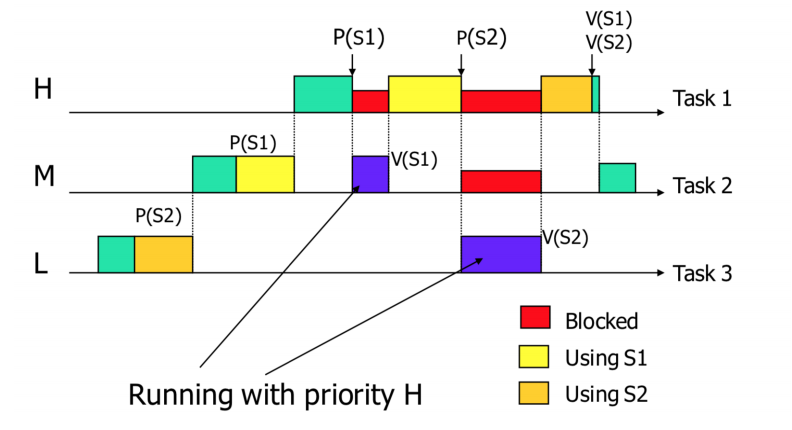 V(S1)
V(S2)
P(S1)
P(S2)
H
Task 1
P(S1)
V(S1)
M
Task 2
P(S2)
V(S2)
L
Task 3
Blocked
Using S1
Using S2
Running with priority H